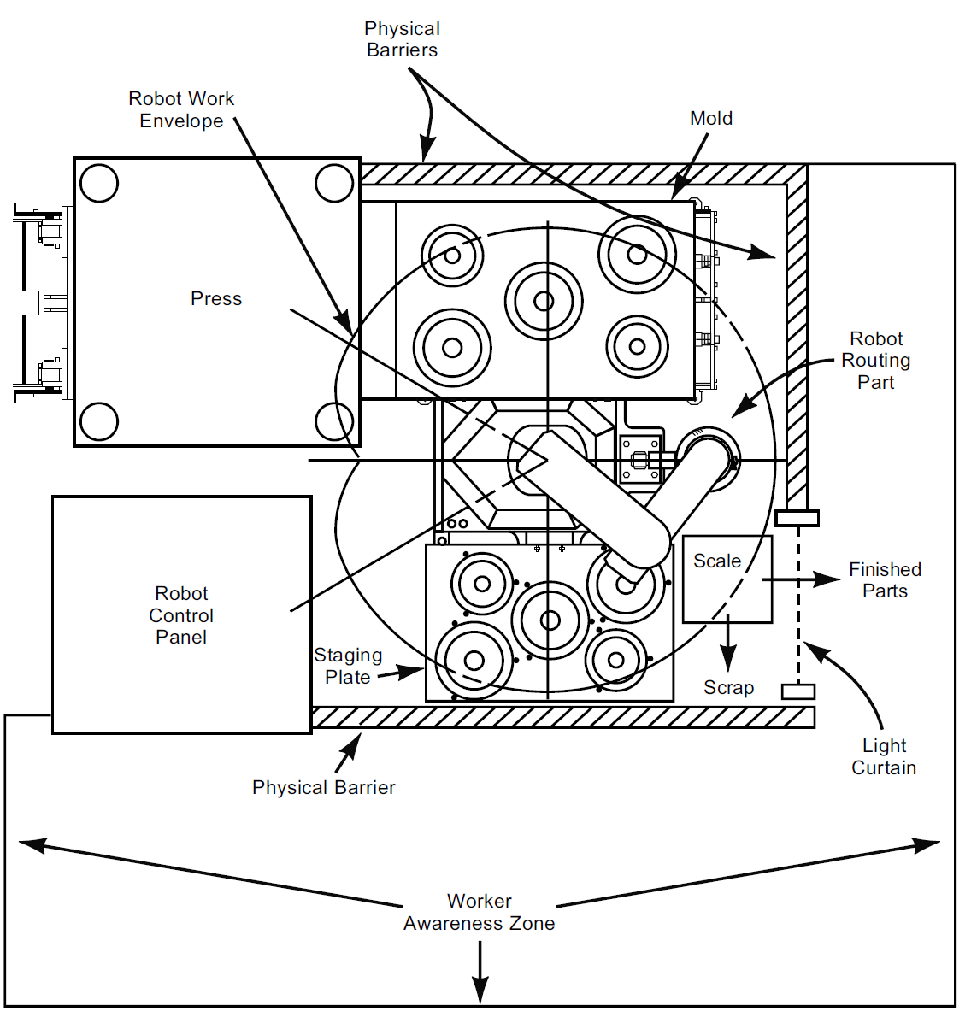 Physical
Barriers
Robot Work
Envelope
Mold
Press
Robot
Routing
Part
Scale
Finished
Parts
Robot
Control
Panel
Staging
Plate
Scrap
Light
Curtain
Physical Barrier
Worker
Awareness Zone